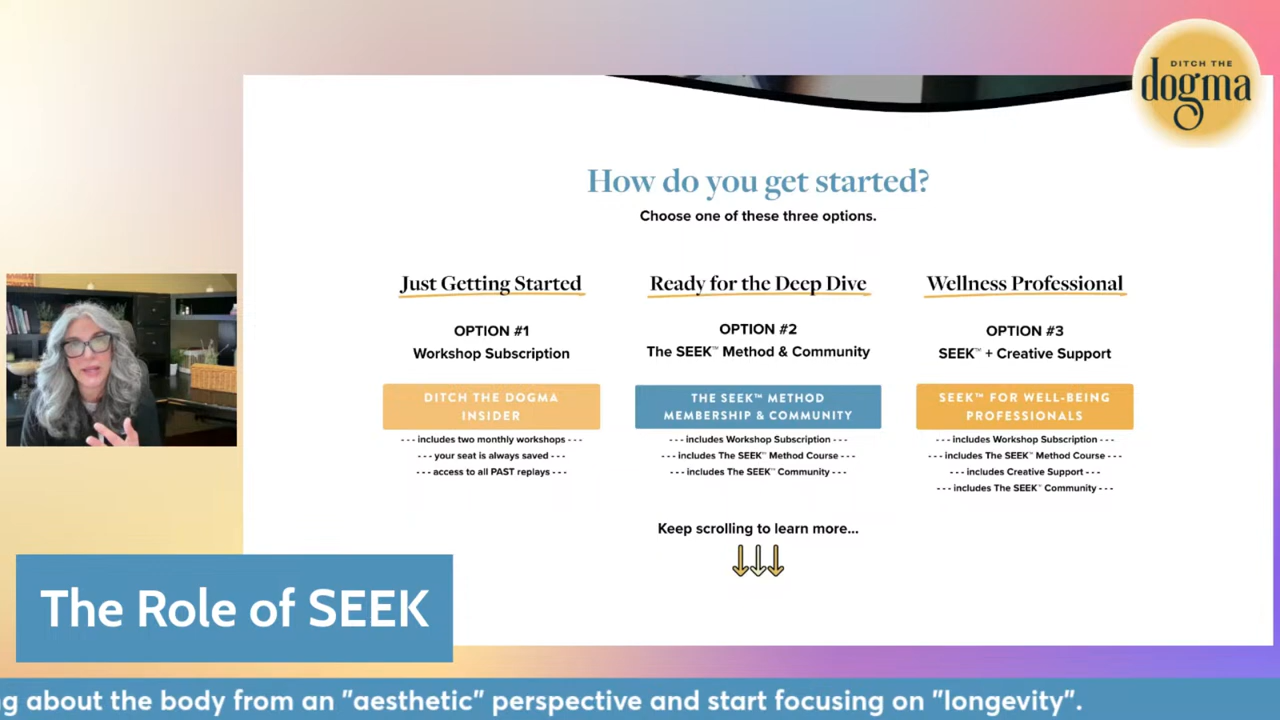 DITCH THE
dogma
How do you get started?
Choose one of these three options.
Just Getting Started
OPTION #1
Workshop Subscription
DITCH THE DOGMA
INSIDER
--- includes two monthly workshops ---
--- your seat is always saved ---
--- access to all PAST replays ---
Ready for the Deep Dive
OPTION #2
The SEEK™ Method & Community
THE SEEK™ METHOD
MEMBERSHIP & COMMUNITY
--- includes Workshop Subscription ---
--- includes The SEEK™ Method Course ---
--- includes The SEEK™ Community ---
Wellness Professional
OPTION #3
SEEK™ + Creative Support
SEEK™ FOR WELL-BEING
PROFESSIONALS
--- includes Workshop Subscription ---
--- includes The SEEK™ Method Course ---
--- includes Creative Support ---
--- includes The SEEK™ Community ---
Keep scrolling to learn more...
The Role of SEEK
g about the body from an "aesthetic" perspective and start focusing on "longevity".